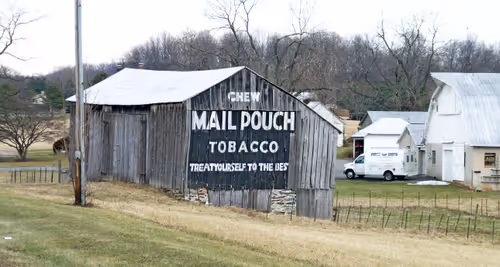 CHEW
MAIL POUCH
TOBACCO
TREAT YOURSELF TO THE BEST